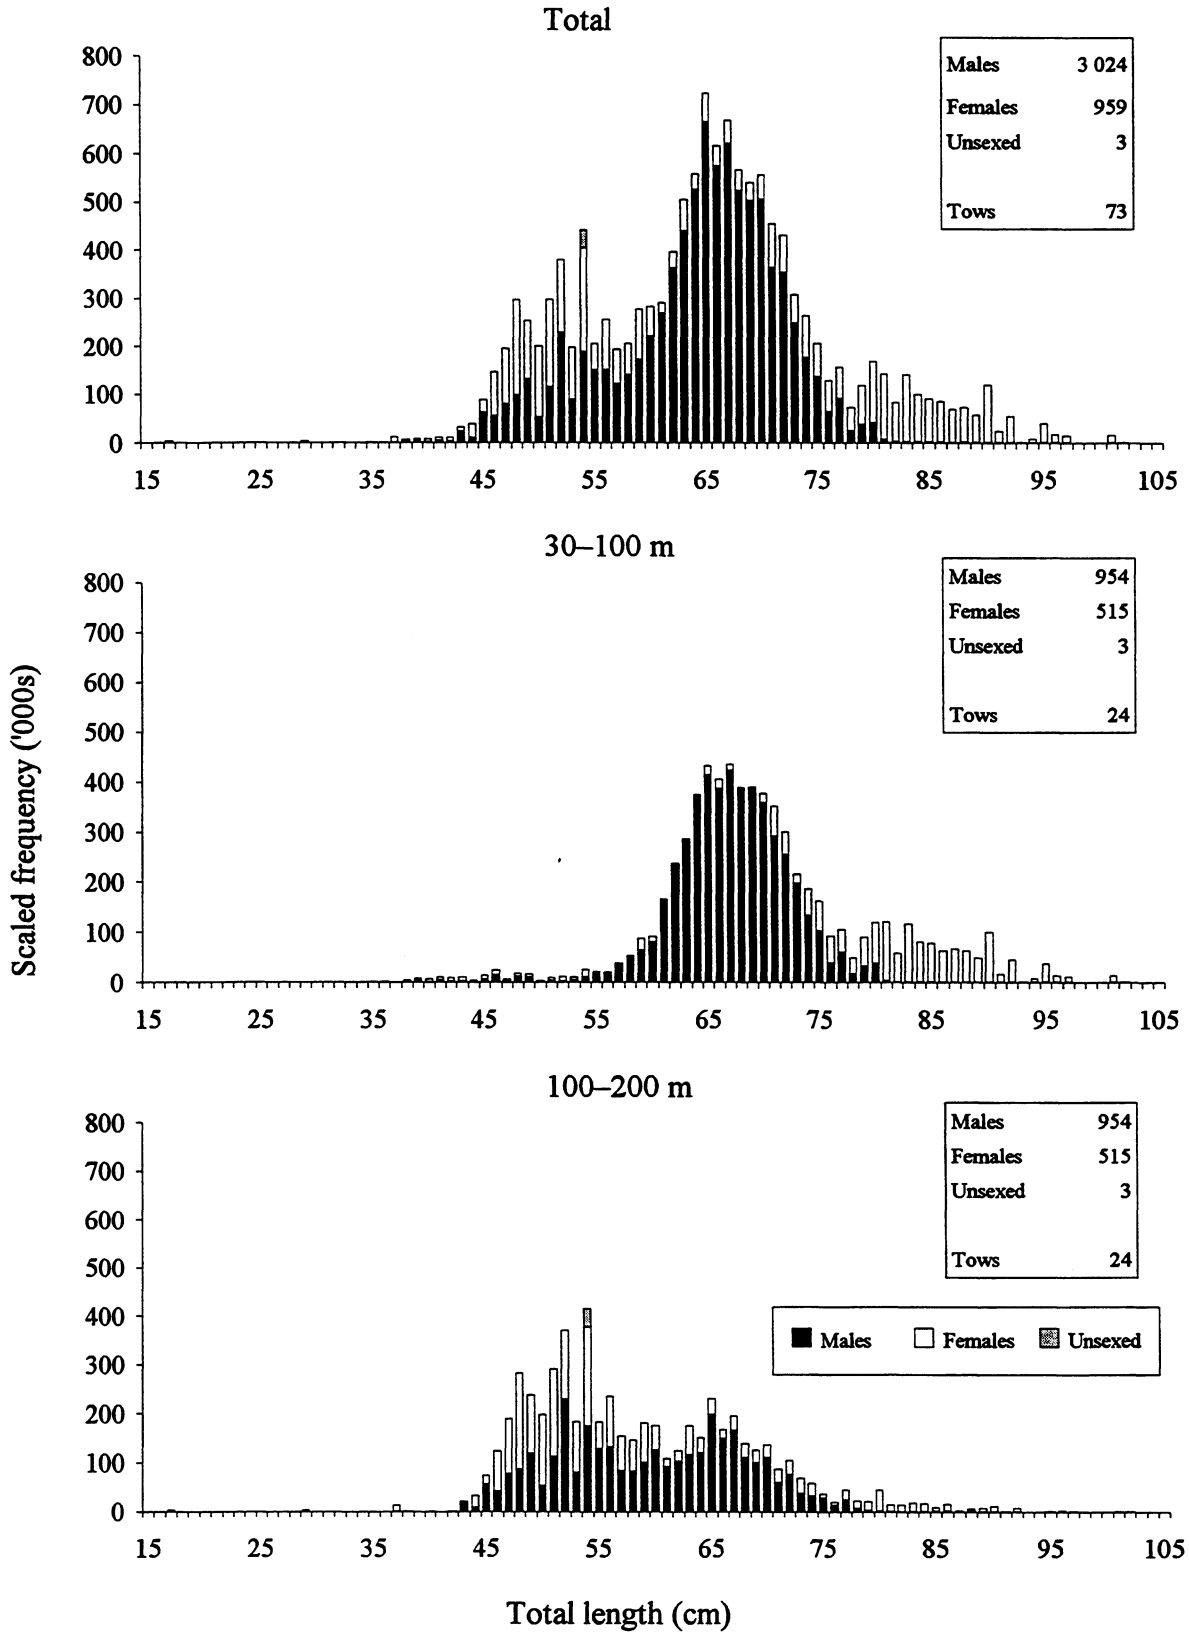 Total
Males 3 024
Females 959
Unsexed 3
Tows 73
800
700
600
500
400
300
200
100
0
15 25 35 45 55 65 75 85 95 105
30–100 m
Males 954
Females 515
Unsexed 3
Tows 24
800
700
600
500
400
300
200
100
0
15 25 35 45 55 65 75 85 95 105
Scaled frequency ('000s)
100–200 m
Males 954
Females 515
Unsexed 3
Tows 24
Males Females Unsexed
800
700
600
500
400
300
200
100
0
15 25 35 45 55 65 75 85 95 105
Total length (cm)